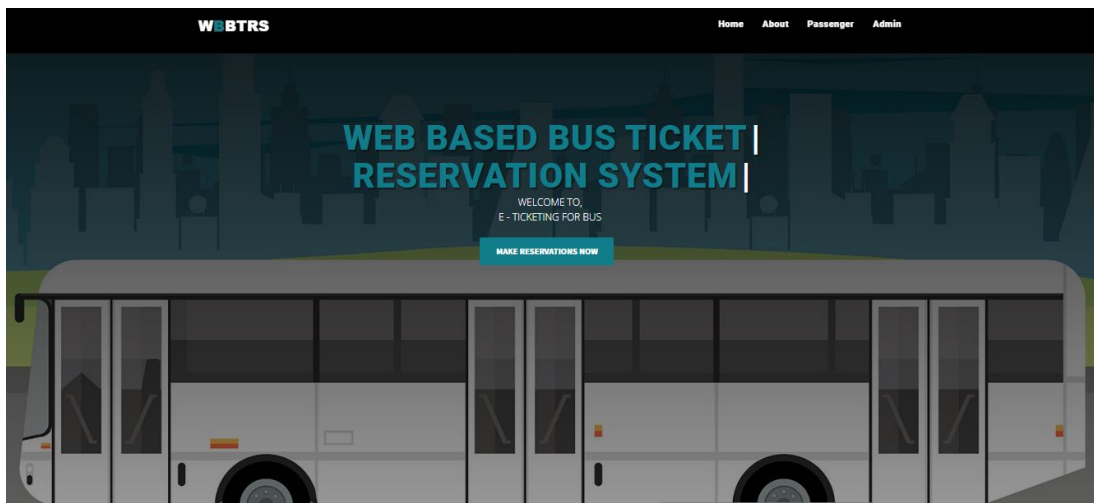 WBBTRS
Home About Passenger Admin
WEB BASED BUS TICKET|
RESERVATION SYSTEM|
WELCOME TO,
E - TICKETING FOR BUS
MAKE RESERVATIONS NOW